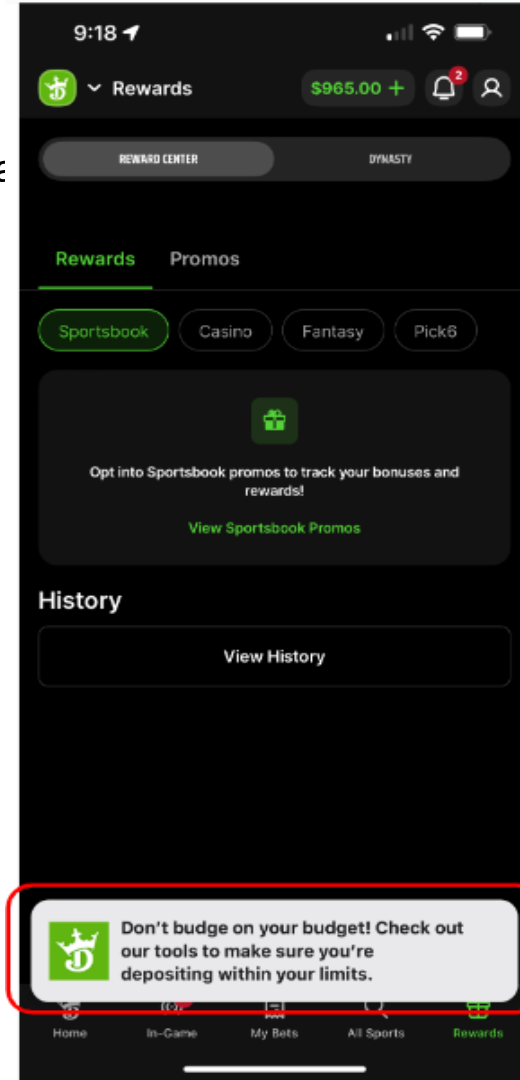 9:18
Rewards
$965.00 +
2
REWARD CENTER
DYNASTY
Rewards
Promos
Sportsbook
Casino
Fantasy
Pick6
Opt into Sportsbook promos to track your bonuses and
rewards!
View Sportsbook Promos
History
View History
Don't budge on your budget! Check out
our tools to make sure you're
depositing within your limits.
Home
In-Game
My Bets
All Sports
Rewards